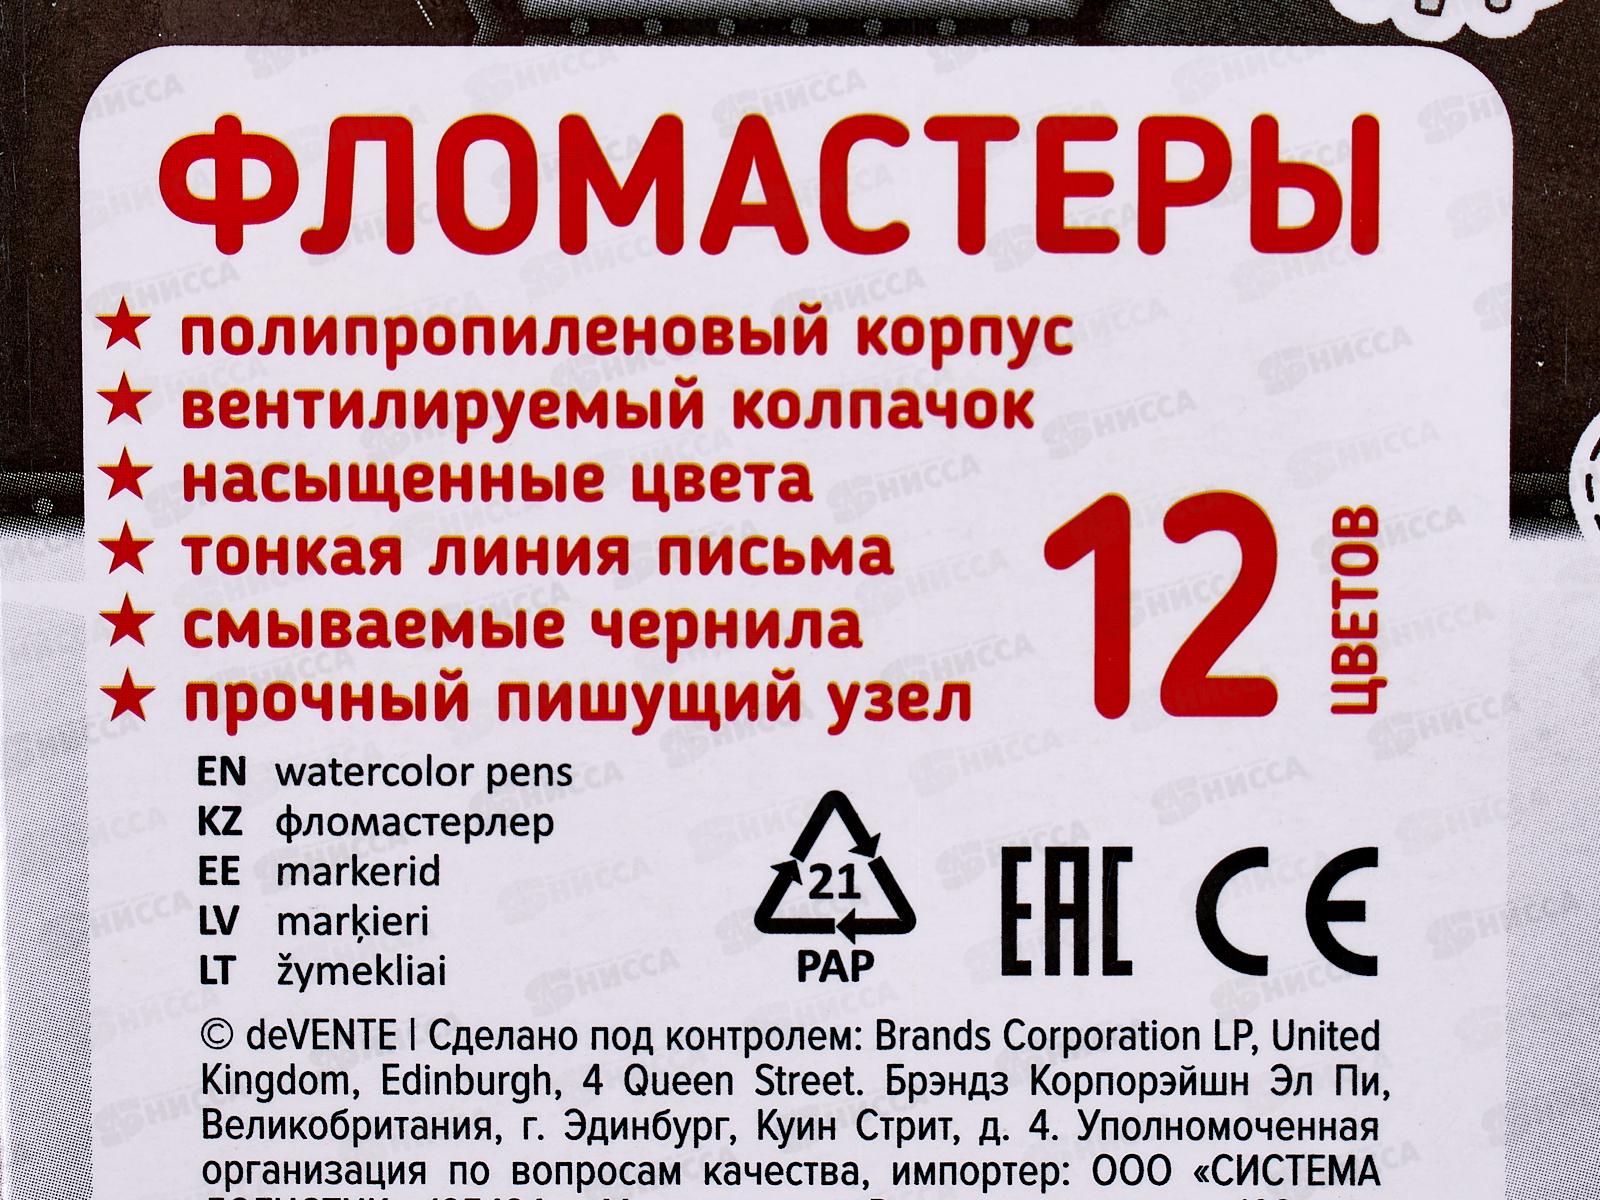 ФЛОМАСТЕРЫ
★ полипропиленовый корпус
★ вентилируемый колпачок
★ насыщенные цвета
★ тонкая линия письма
★ смываемые чернила
★ прочный пишущий узел
12 ЦВЕТОВ
EN watercolor pens
KZ фломастерлер
EE markerid
LV marķieri
LT žymekliai
21
PAP
EAC CE
© deVENTE | Сделано под контролем: Brands Corporation LP, United
Kingdom, Edinburgh, 4 Queen Street. Брэндз Корпорэйшн Эл Пи,
Великобритания, г. Эдинбург, Куин Стрит, д. 4. Уполномоченная
организация по вопросам качества, импортер: ООО «СИСТЕМА
НИССА